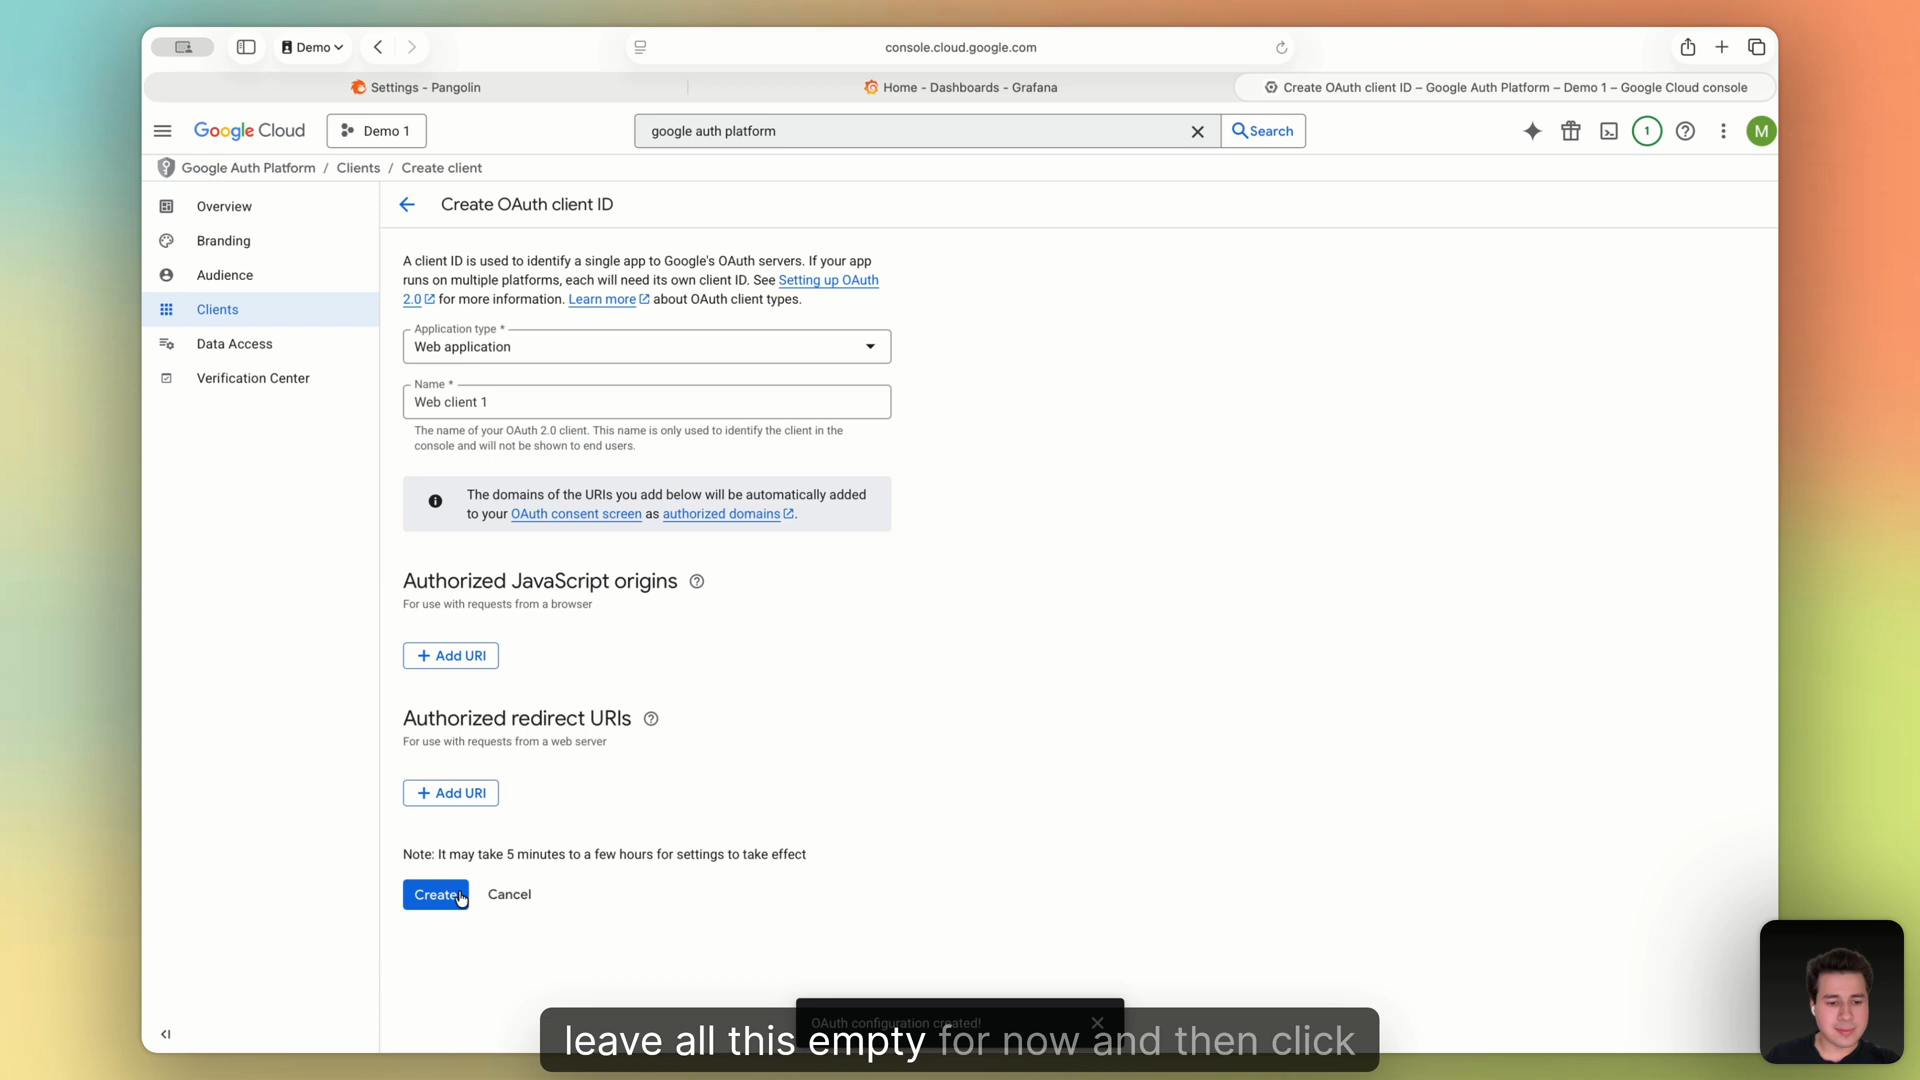 Demo
console.cloud.google.com
Settings - Pangolin
Home - Dashboards - Grafana
Create OAuth client ID – Google Auth Platform – Demo 1 – Google Cloud console
Google Cloud
Demo 1
google auth platform
Search
1
M
Google Auth Platform / Clients / Create client
Overview
Branding
Audience
Clients
Data Access
Verification Center
Create OAuth client ID
A client ID is used to identify a single app to Google's OAuth servers. If your app
runs on multiple platforms, each will need its own client ID. See Setting up OAuth
2.0 for more information. Learn more about OAuth client types.
Application type *
Web application
Name *
Web client 1
The name of your OAuth 2.0 client. This name is only used to identify the client in the
console and will not be shown to end users.
The domains of the URIs you add below will be automatically added
to your OAuth consent screen as authorized domains.
Authorized JavaScript origins
For use with requests from a browser
+ Add URI
Authorized redirect URIs
For use with requests from a web server
+ Add URI
Note: It may take 5 minutes to a few hours for settings to take effect
Create
Cancel
OAuth configuration created!
leave all this empty for now and then click